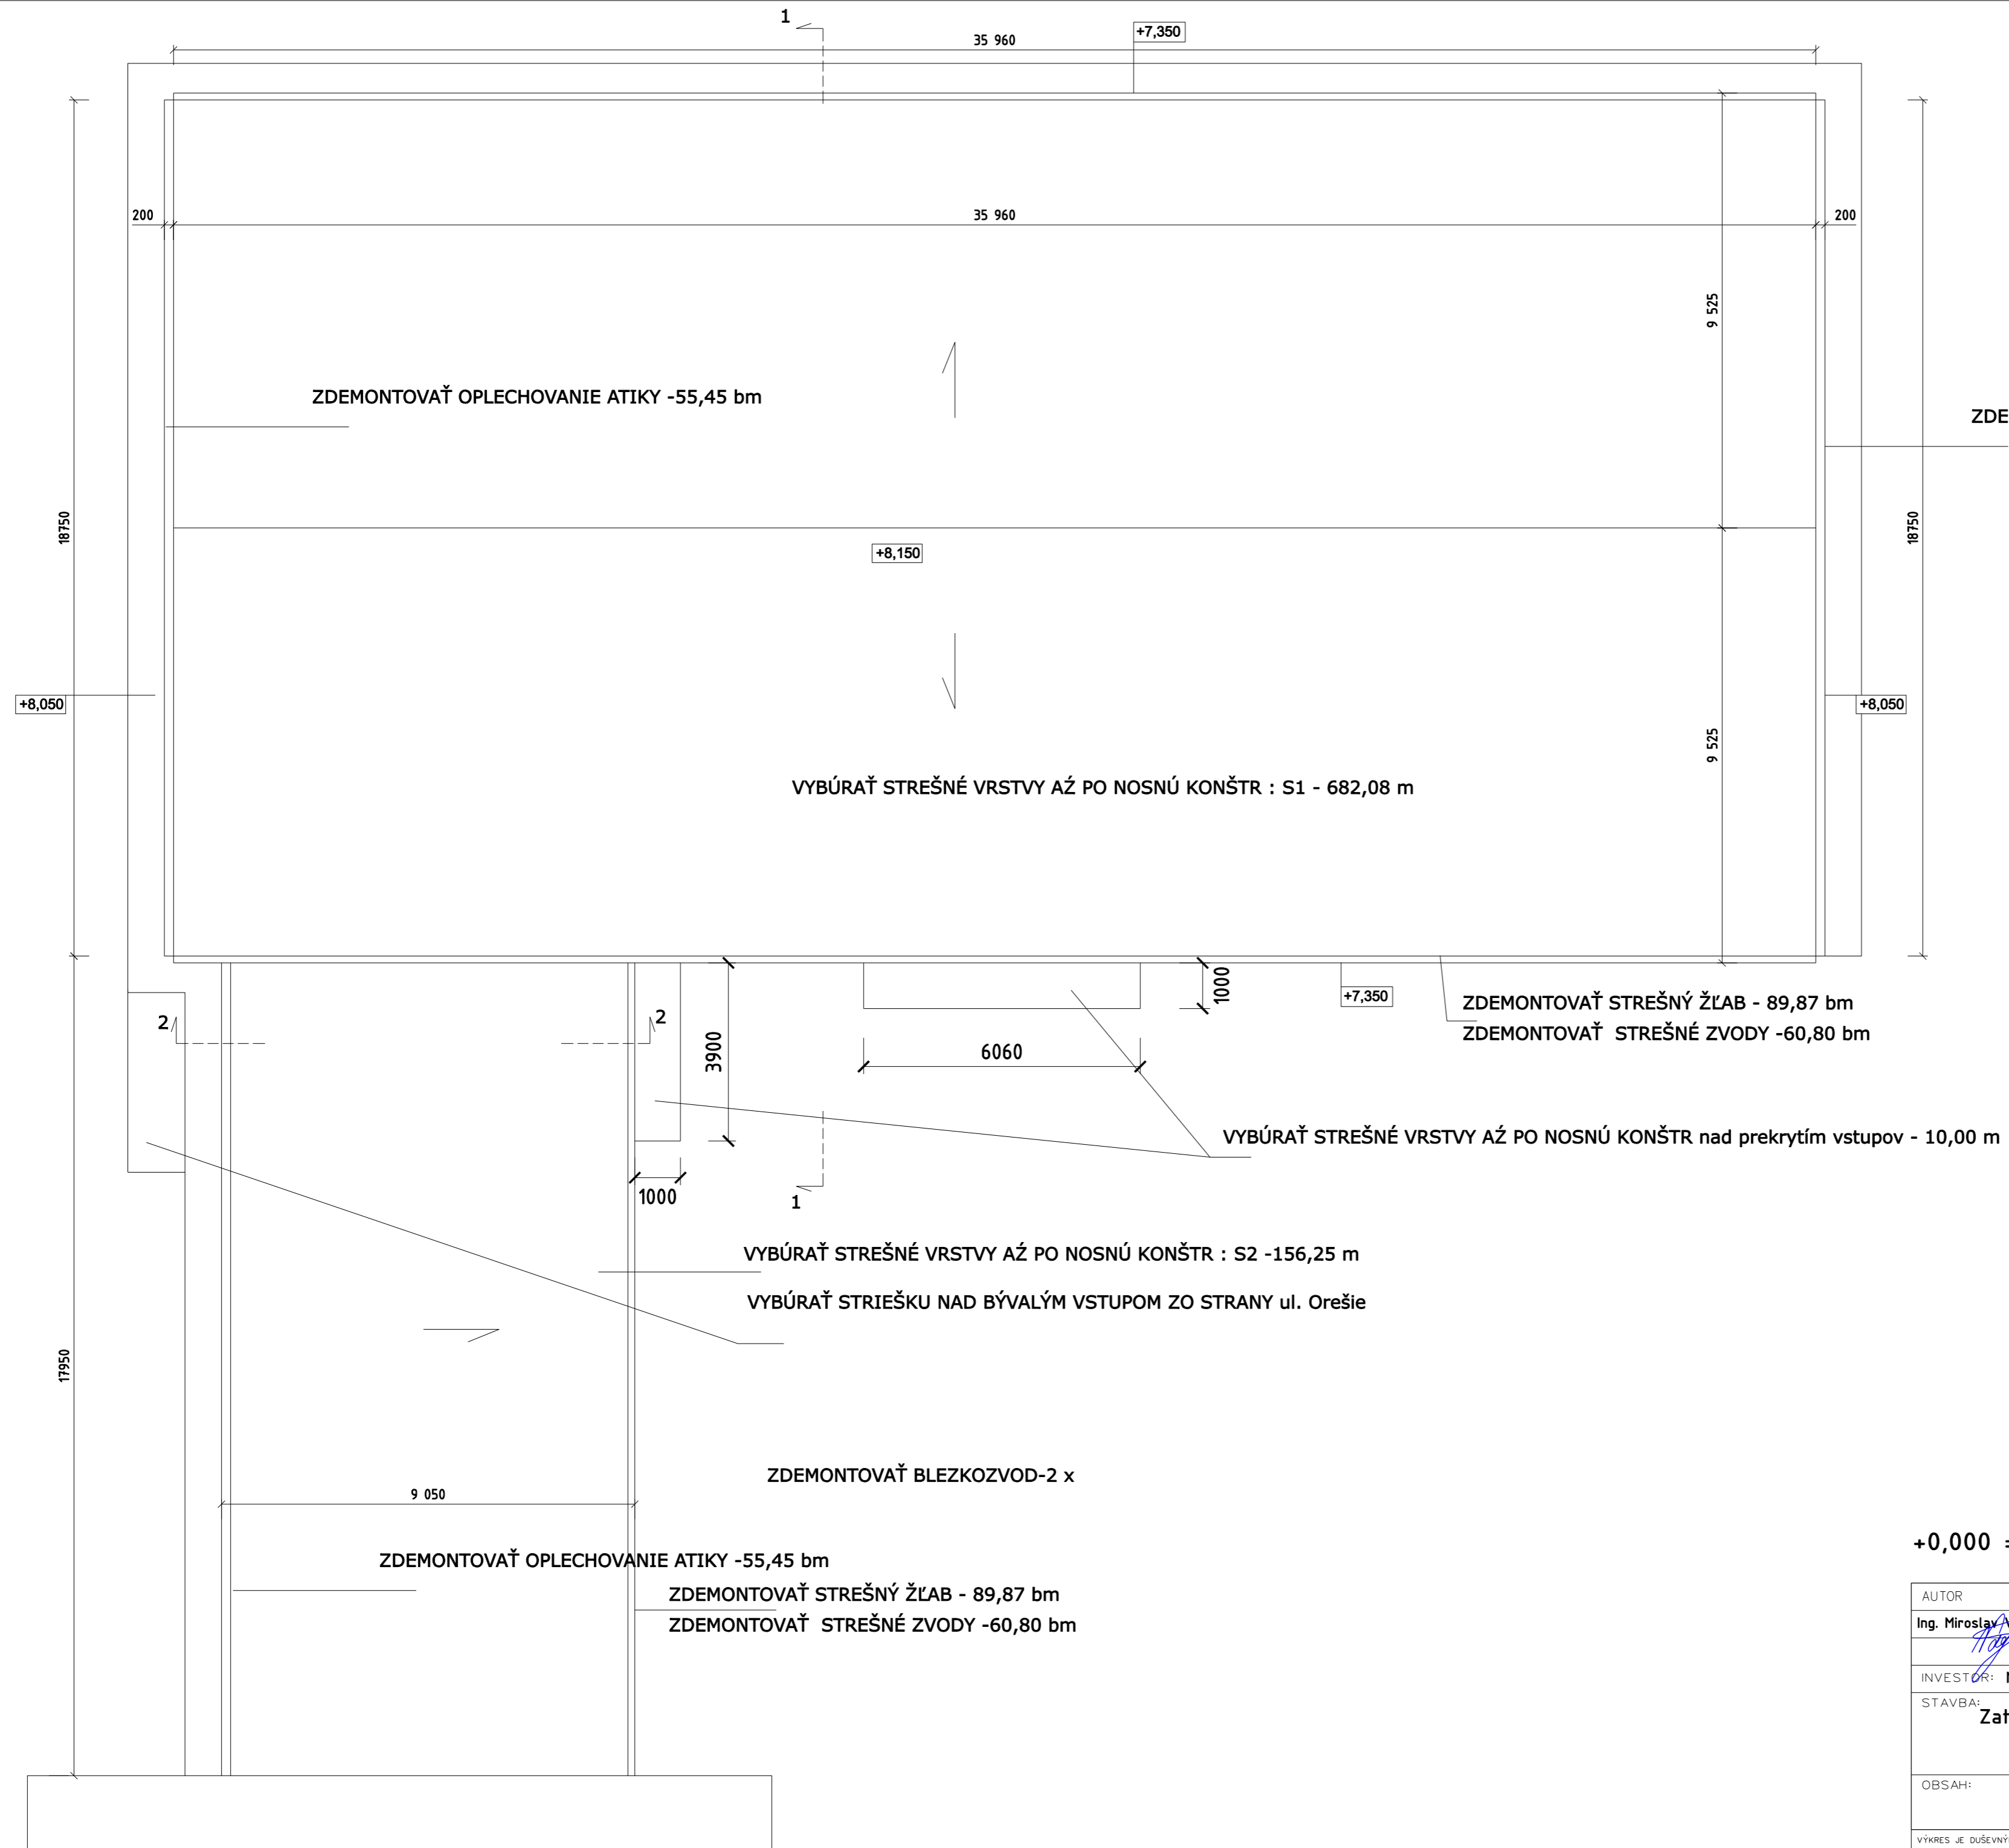 1
+7,350
35 960
200
35 960
200
9 525
ZDEMONTOVAŤ OPLECHOVANIE ATIKY -55,45 bm
ZDE
18750
18750
+8,150
+8,050
+8,050
9 525
VYBÚRAŤ STREŠNÉ VRSTVY AŹ PO NOSNÚ KONŠTR : S1 - 682,08 m
1000
+7,350
ZDEMONTOVAŤ STREŠNÝ ŽĽAB - 89,87 bm
ZDEMONTOVAŤ  STREŠNÉ ZVODY -60,80 bm
2
2
3900
6060
VYBÚRAŤ STREŠNÉ VRSTVY AŹ PO NOSNÚ KONŠTR nad prekrytím vstupov - 10,00 m
1000
1
VYBÚRAŤ STREŠNÉ VRSTVY AŹ PO NOSNÚ KONŠTR : S2 -156,25 m
VYBÚRAŤ STRIEŠKU NAD BÝVALÝM VSTUPOM ZO STRANY ul. Orešie
17950
ZDEMONTOVAŤ BLEZKOZVOD-2 x
9 050
ZDEMONTOVAŤ OPLECHOVANIE ATIKY -55,45 bm
ZDEMONTOVAŤ STREŠNÝ ŽĽAB - 89,87 bm
ZDEMONTOVAŤ  STREŠNÉ ZVODY -60,80 bm
+0,000 =
AUTOR
Ing. Miroslav
INVESTOR:
STAVBA:
Zat
OBSAH:
VÝKRES JE DUŠEVNÝ